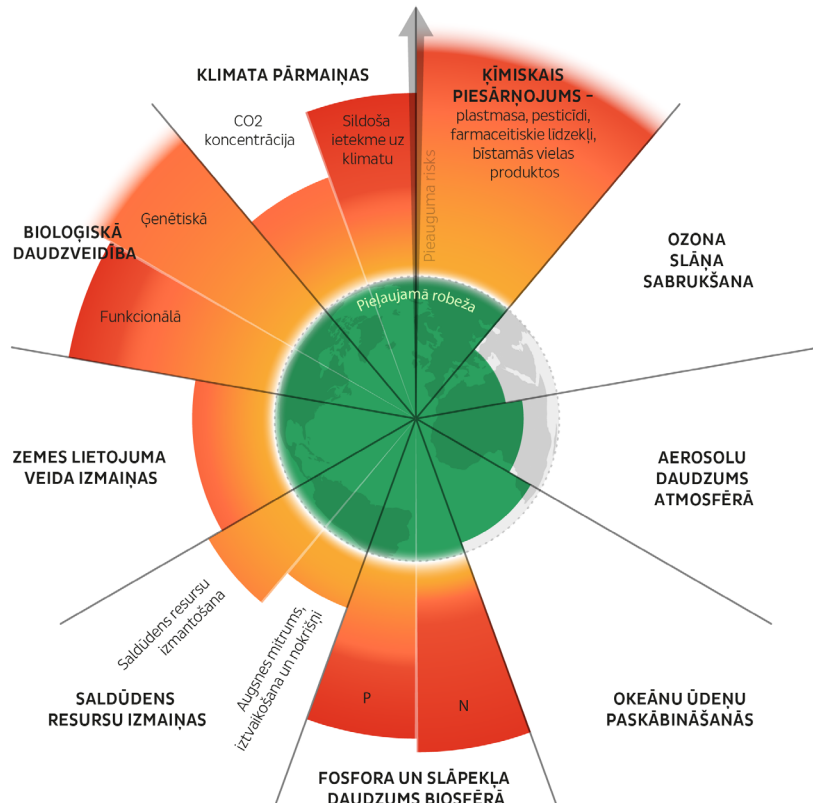 KLIMATA PĀRMAIŅAS
CO2
koncentrācija
Sildoša
ietekme uz
klimatu
Pieauguma risks
ĶĪMISKAIS
PIESĀRŅOJUMS –
plastmasa, pesticīdi,
farmaceitiskie līdzekļi,
bīstamās vielas
produktos
BIOLOĢISKĀ
DAUDZVEIDĪBA
Ģenētiskā
Funkcionālā
OZONA
SLĀŅA
SABRUKŠANA
Pieļaujamā robeža
ZEMES LIETOJUMA
VEIDA IZMAIŅAS
AEROSOLU
DAUDZUMS
ATMOSFĒRĀ
Saldūdens resursu
izmantošana
Augsnes mitrums,
iztvaikošana un nokrišņi
SALDŪDENS
RESURSU IZMAIŅAS
P
N
OKEĀNU ŪDEŅU
PASKĀBINĀŠANĀS
FOSFORA UN SLĀPEKĻA
DAUDZUMS BIOSFĒRĀ